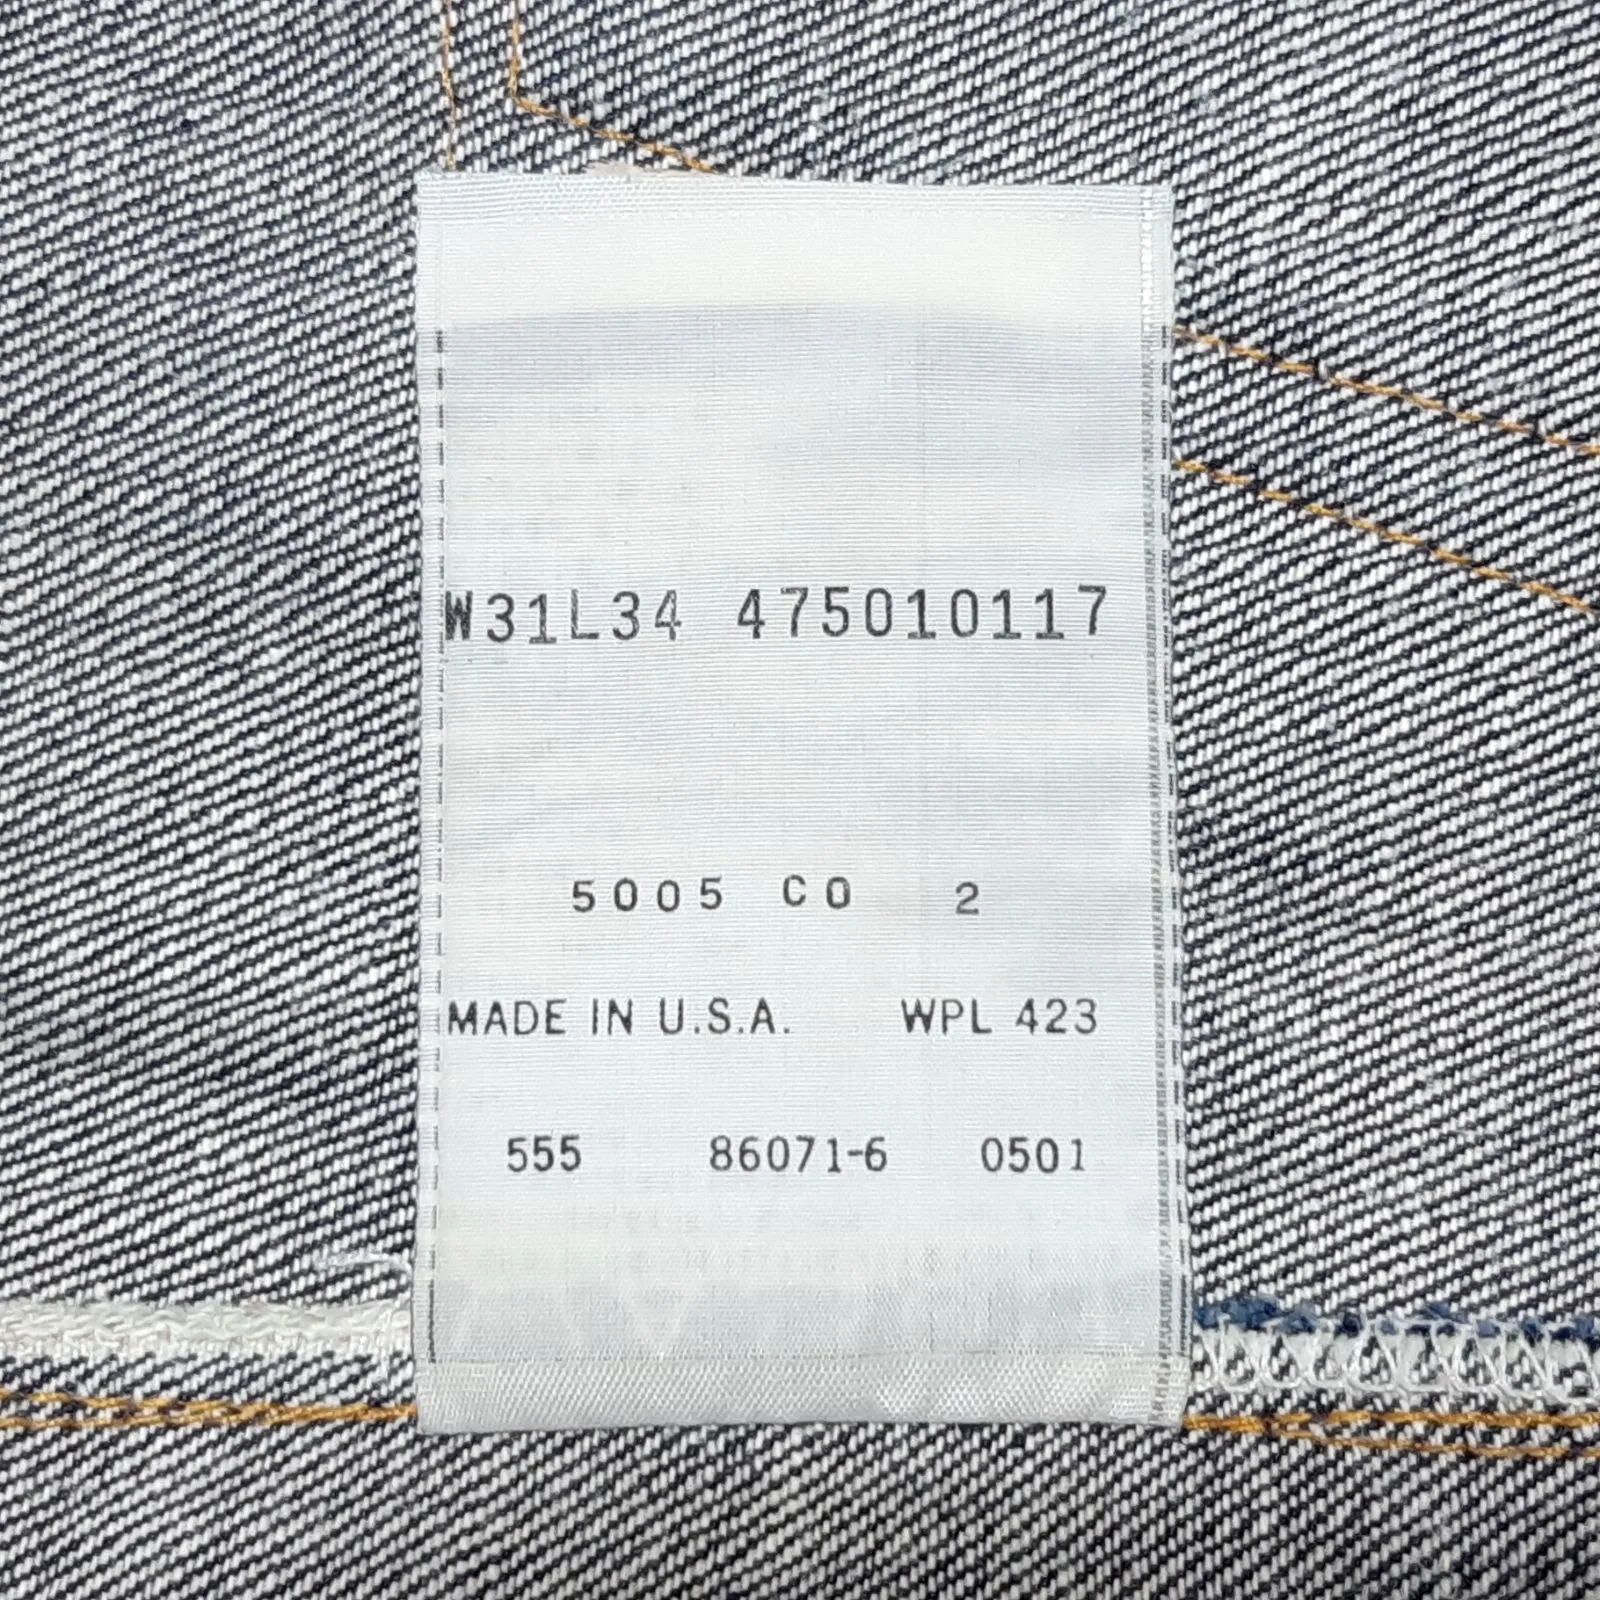 W31L34 475010117
5005 CO 2
MADE IN U.S.A. WPL 423
555 86071-6 0501